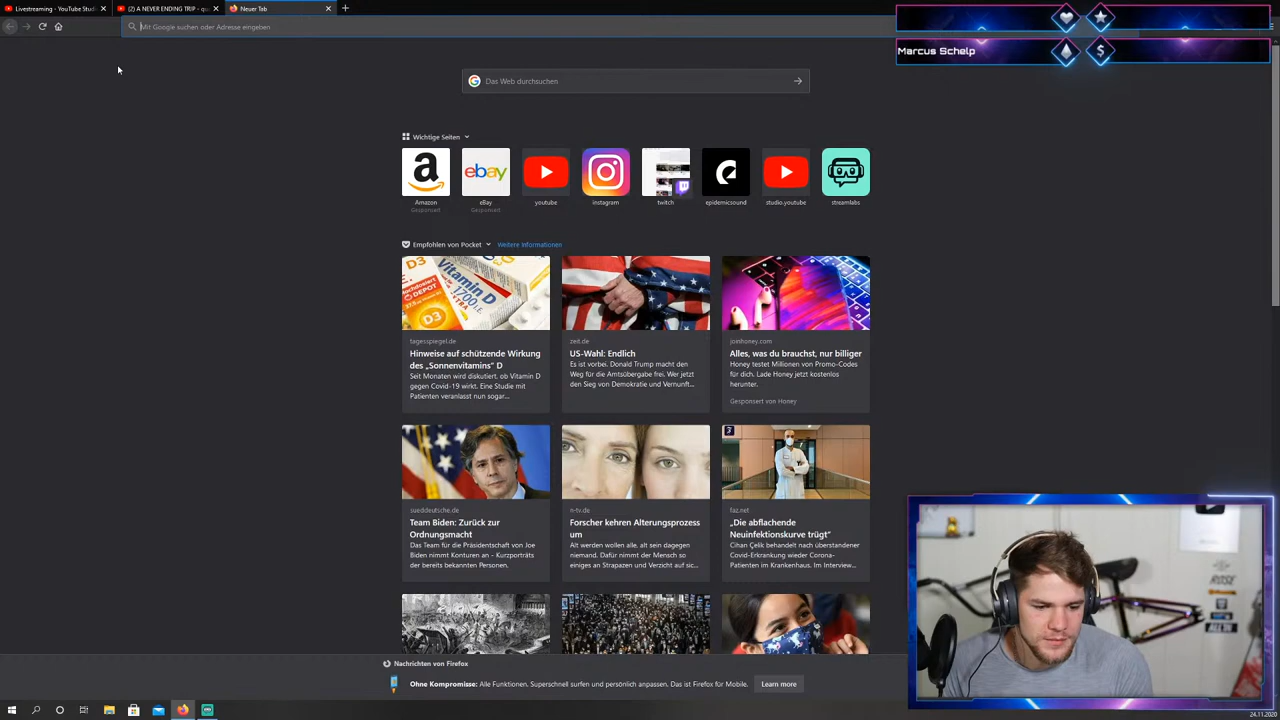 Livestreaming - YouTube Studi
(2) A NEVER ENDING TRIP - qu
Neuer Tab
Mit Google suchen oder Adresse eingeben
Marcus Schelp
Das Web durchsuchen
Wichtige Seiten
Amazon
Gesponsert
eBay
Gesponsert
youtube
instagram
twitch
epidemicsound
studio.youtube
streamlabs
Empfohlen von Pocket
Weitere Informationen
tagesspiegel.de
Hinweise auf schützende Wirkung
des „Sonnenvitamins“ D
Seit Monaten wird diskutiert, ob Vitamin D
gegen Covid-19 wirkt. Eine Studie mit
Patienten veranlasst nun sogar...
zeit.de
US-Wahl: Endlich
Es ist vorbei. Donald Trump macht den
Weg für die Amtsübergabe frei. Wer jetzt
den Sieg von Demokratie und Vernunft...
joinhoney.com
Alles, was du brauchst, nur billiger
Honey testet Millionen von Promo-Codes
für dich. Lade Honey jetzt kostenlos
herunter.
Gesponsert von Honey
sueddeutsche.de
Team Biden: Zurück zur
Ordnungsmacht
Das Team für die Präsidentschaft von Joe
Biden nimmt Konturen an – Kurzporträts
der bereits bekannten Personen.
n-tv.de
Forscher kehren Alterungsprozess
um
Alt werden wollen alle, alt sein dagegen
niemand. Dafür nimmt der Mensch so
einiges an Strapazen und Verzicht auf sic...
faz.net
„Die abflachende
Neuinfektionskurve trügt“
Cihan Çelik behandelt nach überstandener
Covid-Erkrankung wieder Corona-
Patienten im Krankenhaus. Im Interview...
Nachrichten von Firefox
Ohne Kompromisse: Alle Funktionen. Superschnell surfen und persönlich anpassen. Das ist Firefox für Mobile.
Learn more
24.11.2020